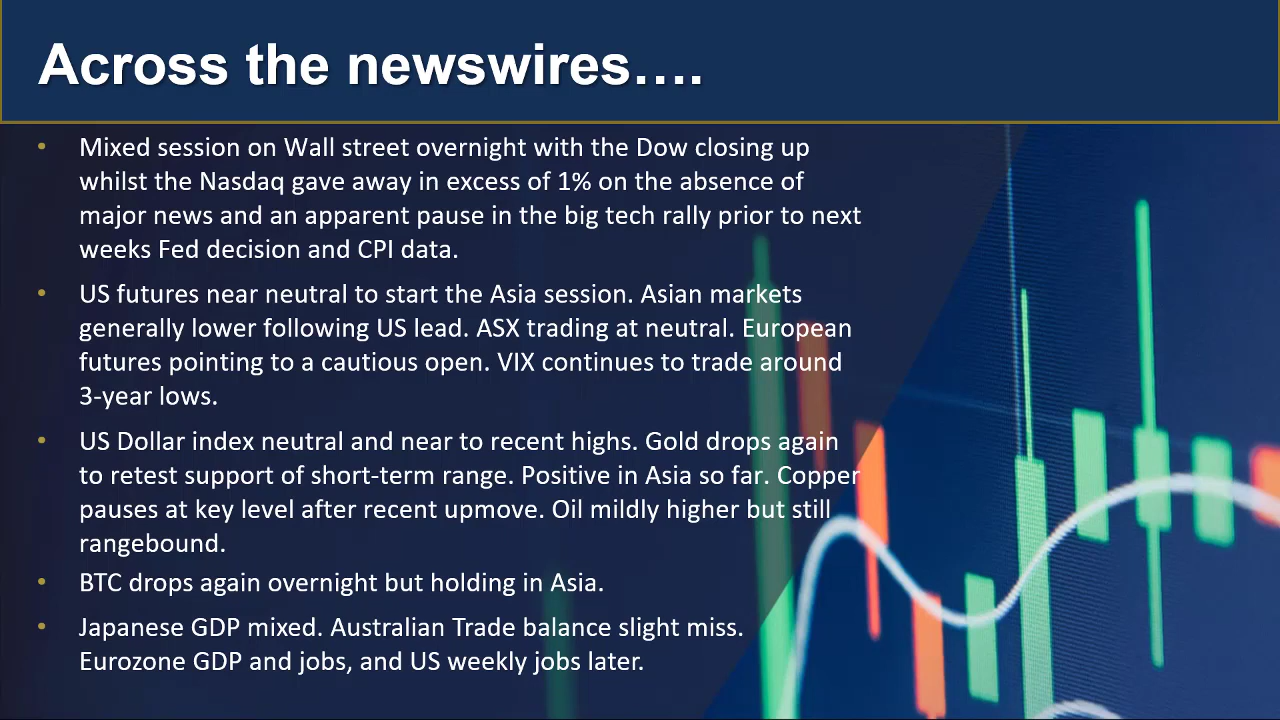 Across the newswires….
• Mixed session on Wall street overnight with the Dow closing up
whilst the Nasdaq gave away in excess of 1% on the absence of
major news and an apparent pause in the big tech rally prior to next
weeks Fed decision and CPI data.
• US futures near neutral to start the Asia session. Asian markets
generally lower following US lead. ASX trading at neutral. European
futures pointing to a cautious open. VIX continues to trade around
3-year lows.
• US Dollar index neutral and near to recent highs. Gold drops again
to retest support of short-term range. Positive in Asia so far. Copper
pauses at key level after recent upmove. Oil mildly higher but still
rangebound.
• BTC drops again overnight but holding in Asia.
• Japanese GDP mixed. Australian Trade balance slight miss.
Eurozone GDP and jobs, and US weekly jobs later.